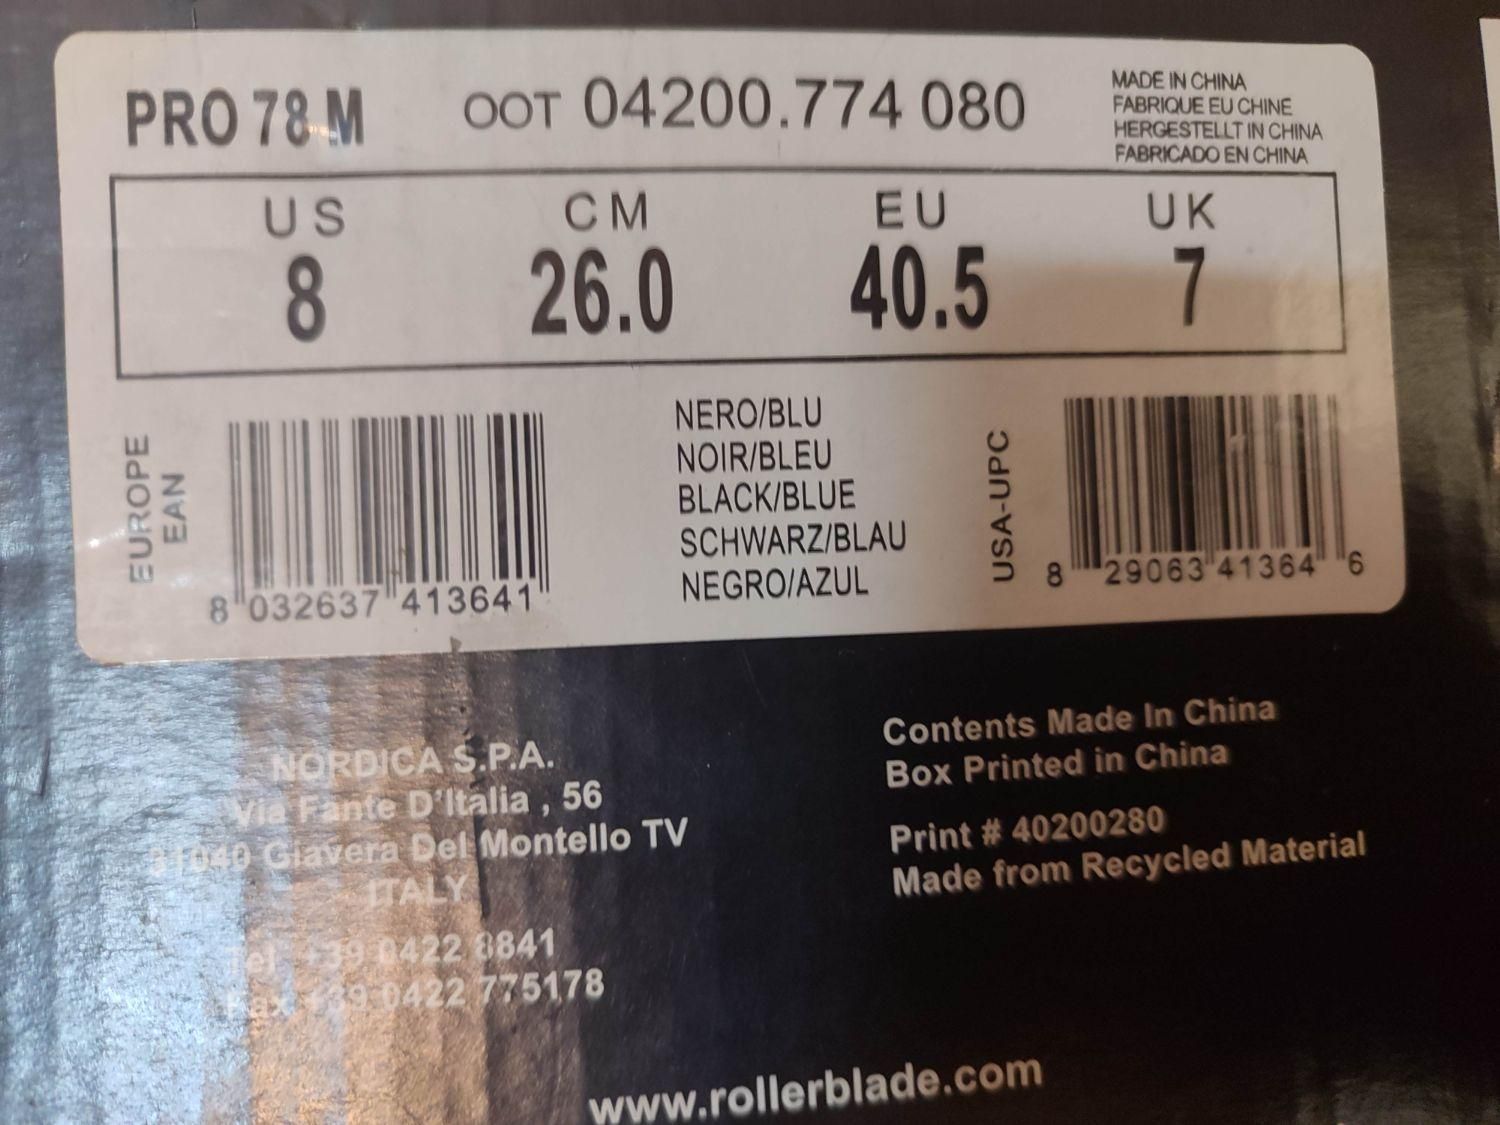 PRO 78 M OOT 04200.774 080
MADE IN CHINA
FABRIQUE EU CHINE
HERGESTELLT IN CHINA
FABRICADO EN CHINA
US CM EU UK
8 26.0 40.5 7
EUROPE
EAN
8 032637 413641
NERO/BLU
NOIR/BLEU
BLACK/BLUE
SCHWARZ/BLAU
NEGRO/AZUL
USA-UPC
8 29063 41364 6
NORDICA S.P.A.
Via Fante D'Italia , 56
31040 Giavera Del Montello TV
ITALY
Tel +39 0422 8841
Fax +39 0422 775178
Contents Made In China
Box Printed in China
Print # 40200280
Made from Recycled Material
www.rollerblade.com